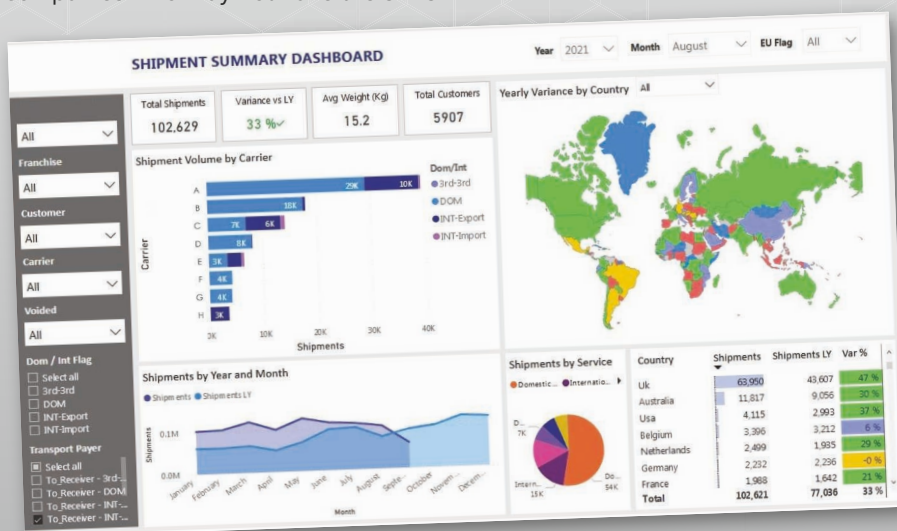 SHIPMENT SUMMARY DASHBOARD
Year 2021 Month August EU Flag All
All
Franchise
All
Customer
All
Carrier
All
Voided
All
Dom / Int Flag
Select all
3rd-3rd
DOM
INT-Export
INT-Import
Transport Payer
Select all
To_Receiver - 3rd-...
To_Receiver - DOM
To_Receiver - INT-...
To_Receiver - INT-...
Total Shipments
102,629
Variance vs LY
33 %
Avg Weight (Kg)
15.2
Total Customers
5907
Shipment Volume by Carrier
Dom/Int
3rd-3rd
DOM
INT-Export
INT-Import
Carrier
A 29K 10K
B 18K
C 7K 6K
D 8K
E 3K
F 4K
G 4K
H 3K
0K 10K 20K 30K 40K
Shipments
Yearly Variance by Country All
Shipments by Year and Month
Shipments Shipments LY
Shipments
0.1M
0.0M
January February March April May June July August Septe... October Novem... Decem...
Month
Shipments by Service
Domestic... Internatio...
D...
7K
Intern...
15K
Do...
54K
Country Shipments Shipments LY Var %
Uk 63,950 43,607 47 %
Australia 11,817 9,056 30 %
Usa 4,115 2,993 37 %
Belgium 3,396 3,212 6 %
Netherlands 2,499 1,935 29 %
Germany 2,232 2,236 -0 %
France 1,988 1,642 21 %
Total 102,621 77,036 33 %